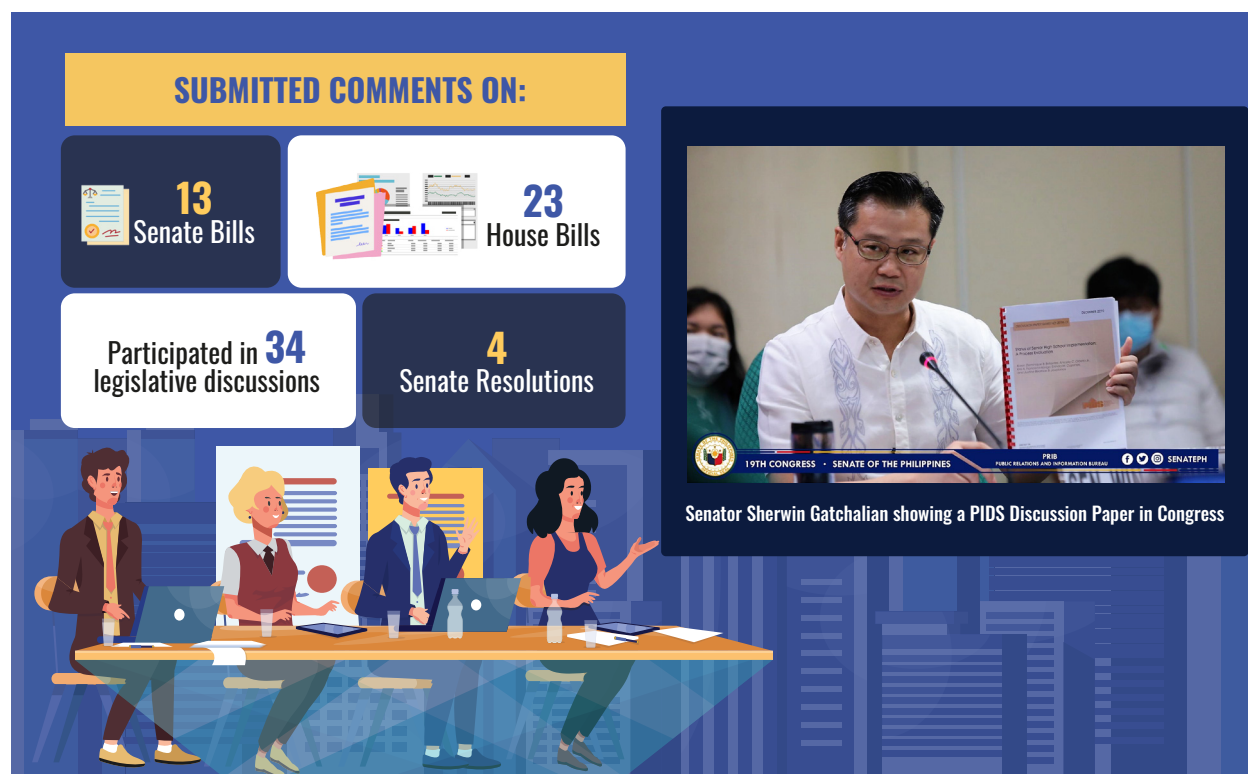 SUBMITTED COMMENTS ON:
13
Senate Bills
23
House Bills
Participated in 34
legislative discussions
4
Senate Resolutions
19TH CONGRESS • SENATE OF THE PHILIPPINES
PRIB
PUBLIC RELATIONS AND INFORMATION BUREAU
SENATEPH
Senator Sherwin Gatchalian showing a PIDS Discussion Paper in Congress